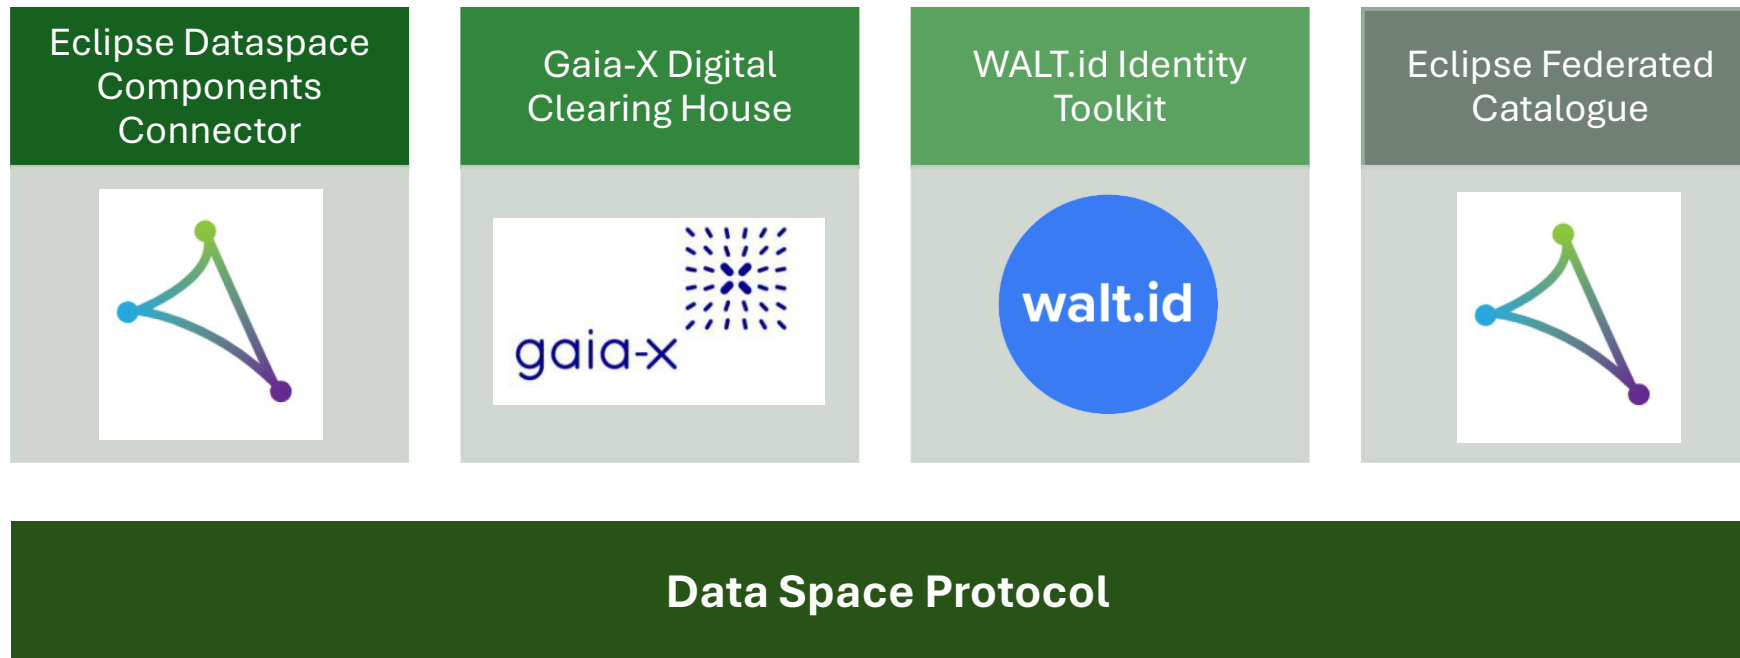 Eclipse Dataspace
Components
Connector
Gaia-X Digital
Clearing House
WALT.id Identity
Toolkit
Eclipse Federated
Catalogue
gaia-x
walt.id
Data Space Protocol